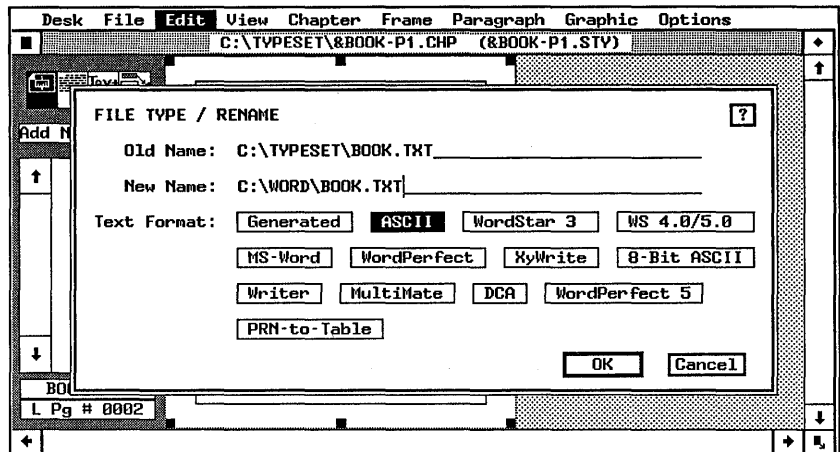 Desk File Edit View Chapter Frame Paragraph Graphic Options
C:\TYPESET\&BOOK-P1.CHP (&BOOK-P1.STY)
FILE TYPE / RENAME ?
Add N
Old Name: C:\TYPESET\BOOK.TXT
New Name: C:\WORD\BOOK.TXT
Text Format: Generated ASCII WordStar 3 WS 4.0/5.0
MS-Word WordPerfect XyWrite 8-Bit ASCII
Writer MultiMate DCA WordPerfect 5
PRN-to-Table
OK Cancel
BOO
L Pg # 0002